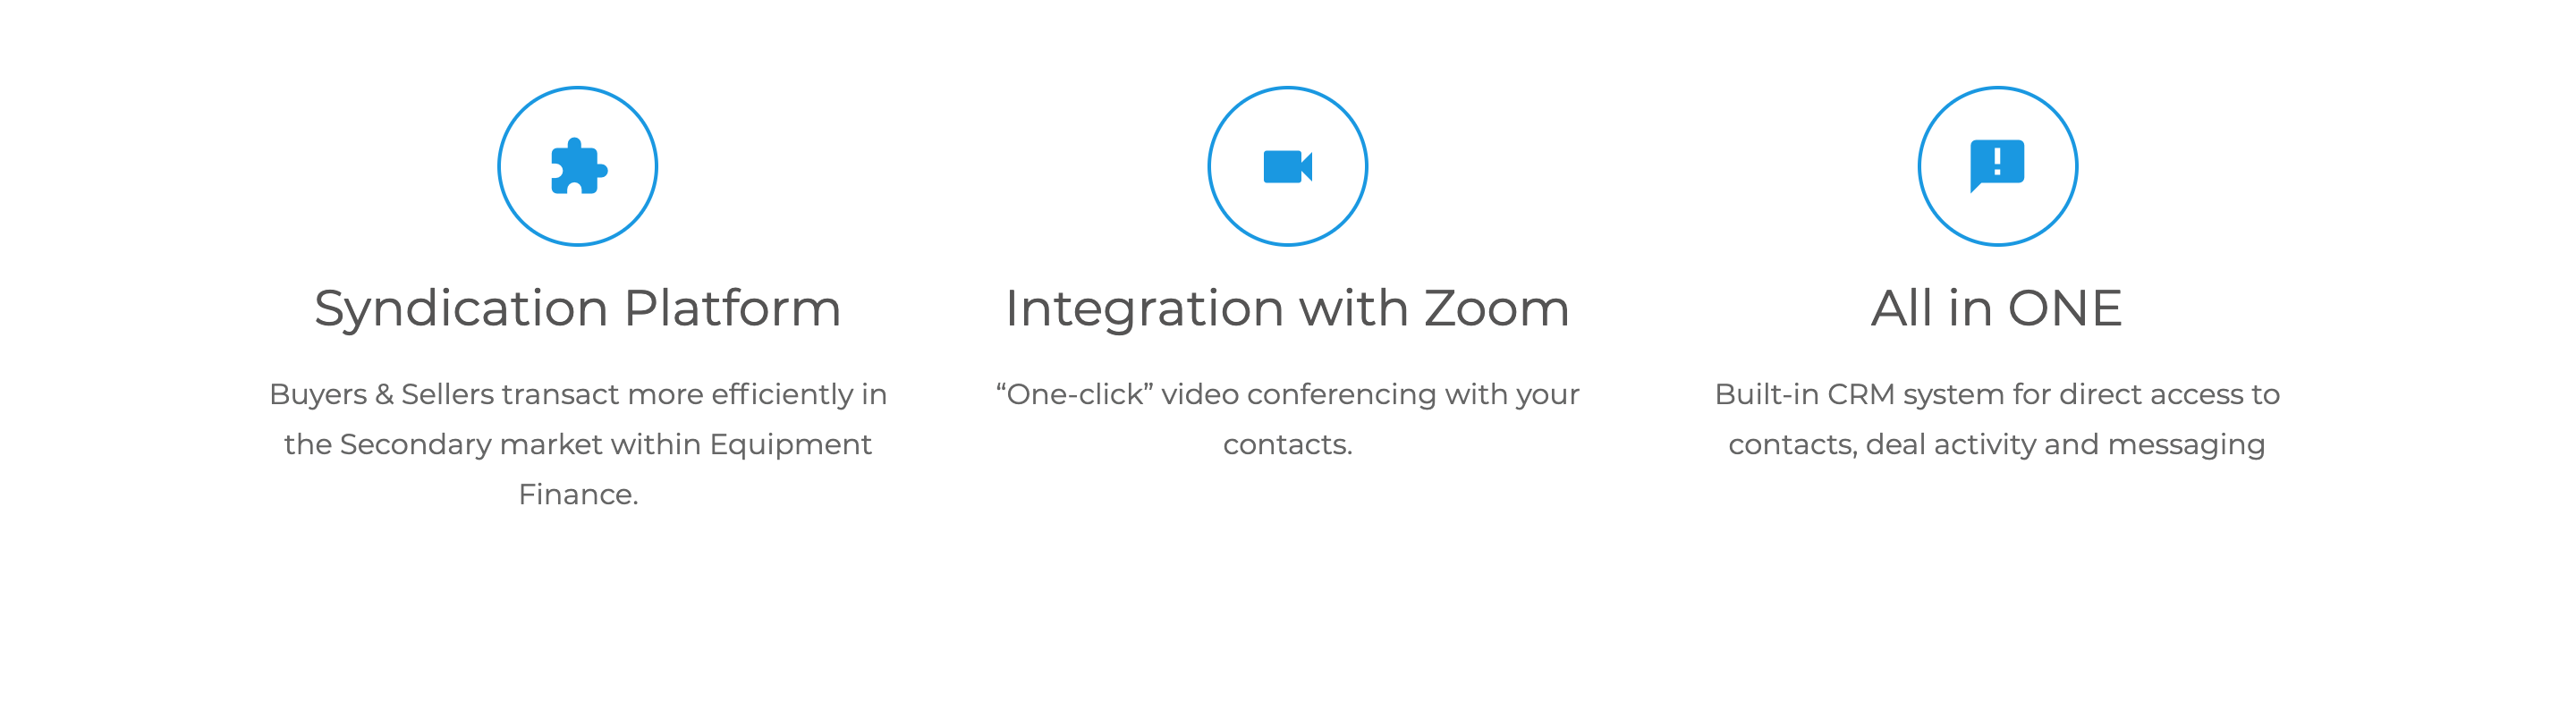 Syndication Platform
Buyers & Sellers transact more efficiently in
the Secondary market within Equipment
Finance.
Integration with Zoom
“One-click” video conferencing with your
contacts.
All in ONE
Built-in CRM system for direct access to
contacts, deal activity and messaging